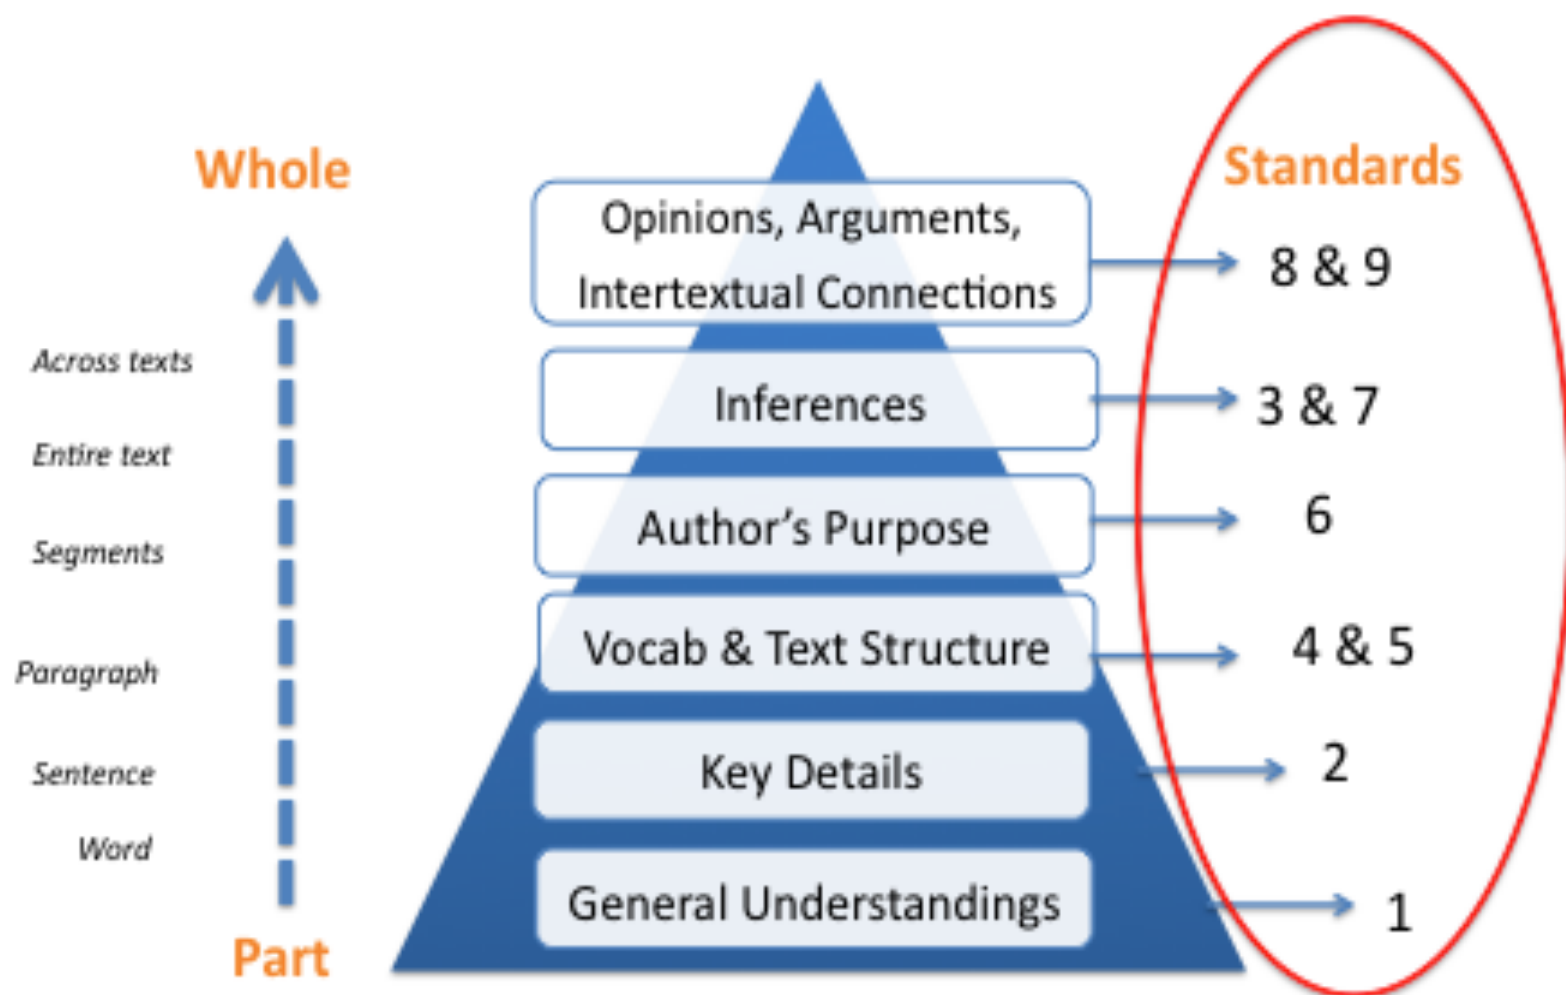 Whole
Across texts
Entire text
Segments
Paragraph
Sentence
Word
Part
Opinions, Arguments,
Intertextual Connections
Inferences
Author's Purpose
Vocab & Text Structure
Key Details
General Understandings
Standards
8 & 9
3 & 7
6
4 & 5
2
1